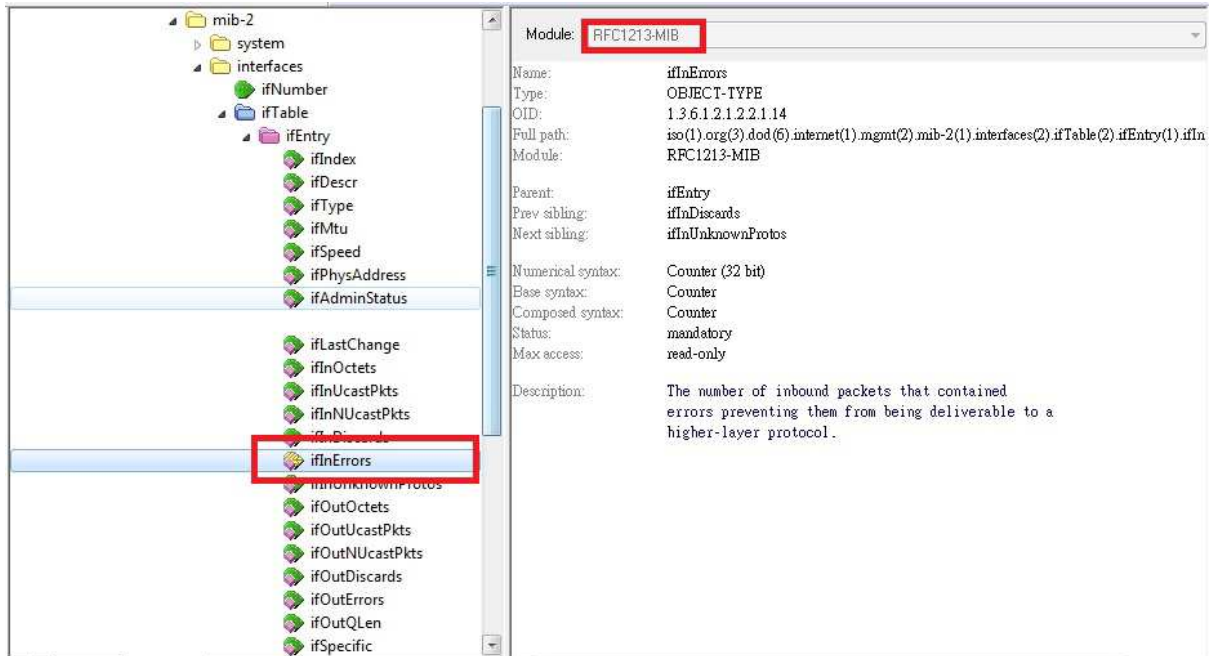 mib-2
system
interfaces
ifNumber
ifTable
ifEntry
ifIndex
ifDescr
ifType
ifMtu
ifSpeed
ifPhysAddress
ifAdminStatus
ifLastChange
ifInOctets
ifInUcastPkts
ifInNUcastPkts
ifInDiscards
ifInErrors
ifInUnknownProtos
ifOutOctets
ifOutUcastPkts
ifOutNUcastPkts
ifOutDiscards
ifOutErrors
ifOutQLen
ifSpecific
Module: RFC1213-MIB
Name: ifInErrors
Type: OBJECT-TYPE
OID: 1.3.6.1.2.1.2.2.1.14
Full path: iso(1).org(3).dod(6).internet(1).mgmt(2).mib-2(1).interfaces(2).ifTable(2).ifEntry(1).ifIn
Module: RFC1213-MIB
Parent: ifEntry
Prev sibling: ifInDiscards
Next sibling: ifInUnknownProtos
Numerical syntax: Counter (32 bit)
Base syntax: Counter
Composed syntax: Counter
Status: mandatory
Max access: read-only
Description: The number of inbound packets that contained
errors preventing them from being deliverable to a
higher-layer protocol.